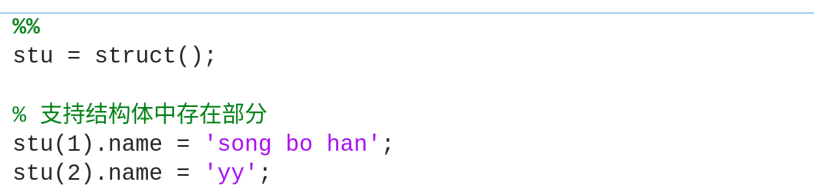 %%
stu = struct();
% 支持结构体中存在部分
stu(1).name = 'song bo han';
stu(2).name = 'yy';